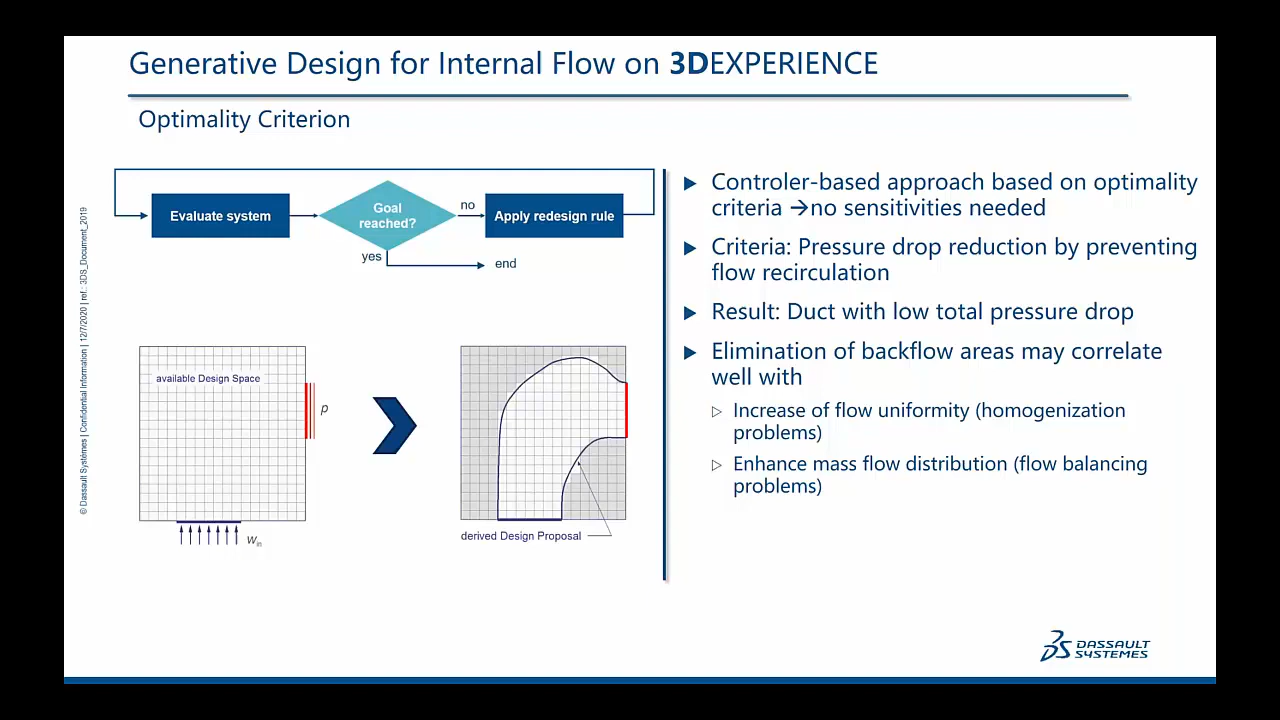 Generative Design for Internal Flow on 3DEXPERIENCE
Optimality Criterion
Evaluate system
Goal
reached?
no
Apply redesign rule
yes
end
available Design Space
p
w in
derived Design Proposal
Controler-based approach based on optimality
criteria →no sensitivities needed
Criteria: Pressure drop reduction by preventing
flow recirculation
Result: Duct with low total pressure drop
Elimination of backflow areas may correlate
well with
Increase of flow uniformity (homogenization
problems)
Enhance mass flow distribution (flow balancing
problems)
© Dassault Systèmes | Confidential Information | 12/7/2020 | ref.: 3DS_Document_2019
3DS DASSAULT
SYSTEMES